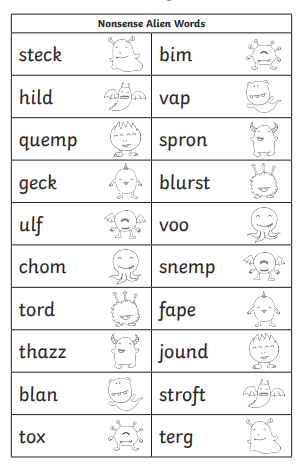 Nonsense Alien Words
steck bim
hild vap
quemp spron
geck blurst
ulf voo
chom snemp
tord fape
thazz jound
blan stroft
tox terg